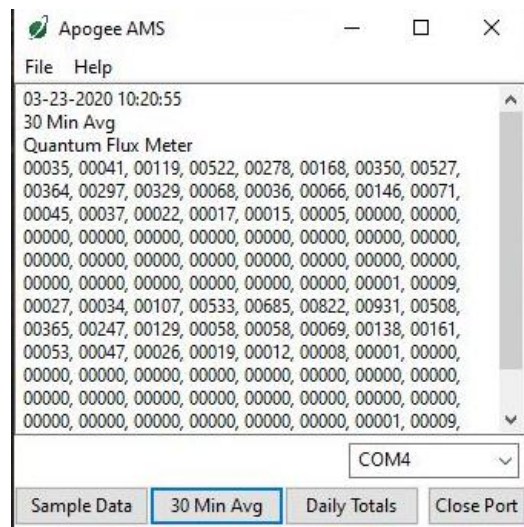 Apogee AMS
File Help
03-23-2020 10:20:55
30 Min Avg
Quantum Flux Meter
00035, 00041, 00119, 00522, 00278, 00168, 00350, 00527,
00364, 00297, 00329, 00068, 00036, 00066, 00146, 00071,
00045, 00037, 00022, 00017, 00015, 00005, 00000, 00000,
00000, 00000, 00000, 00000, 00000, 00000, 00000, 00000,
00000, 00000, 00000, 00000, 00000, 00000, 00000, 00000,
00000, 00000, 00000, 00000, 00000, 00000, 00001, 00009,
00027, 00034, 00107, 00533, 00685, 00822, 00931, 00508,
00365, 00247, 00129, 00058, 00058, 00069, 00138, 00161,
00053, 00047, 00026, 00019, 00012, 00008, 00001, 00000,
00000, 00000, 00000, 00000, 00000, 00000, 00000, 00000,
00000, 00000, 00000, 00000, 00000, 00000, 00000, 00000,
00000, 00000, 00000, 00000, 00000, 00000, 00001, 00009,
COM4
Sample Data 30 Min Avg Daily Totals Close Port